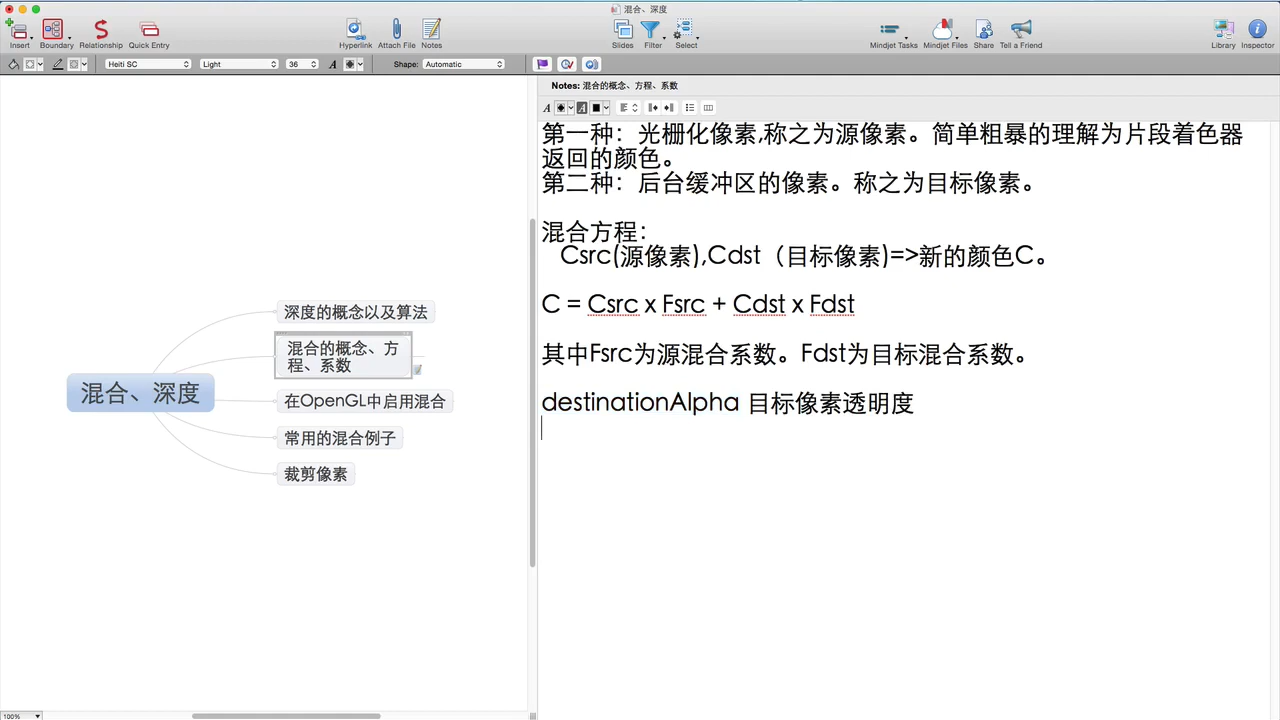 混合、深度
Insert
Boundary
Relationship
Quick Entry
Hyperlink
Attach File
Notes
Slides
Filter
Select
Mindjet Tasks
Mindjet Files
Share
Tell a Friend
Library
Inspector
Heiti SC
Light
36
Shape:
Automatic
Notes: 混合的概念、方程、系数
第一种：光栅化像素,称之为源像素。简单粗暴的理解为片段着色器
返回的颜色。
第二种：后台缓冲区的像素。称之为目标像素。
混合方程：
Csrc(源像素),Cdst（目标像素)=>新的颜色C。
C = Csrc x Fsrc + Cdst x Fdst
其中Fsrc为源混合系数。Fdst为目标混合系数。
destinationAlpha 目标像素透明度
混合、深度
深度的概念以及算法
混合的概念、方
程、系数
在OpenGL中启用混合
常用的混合例子
裁剪像素
100%